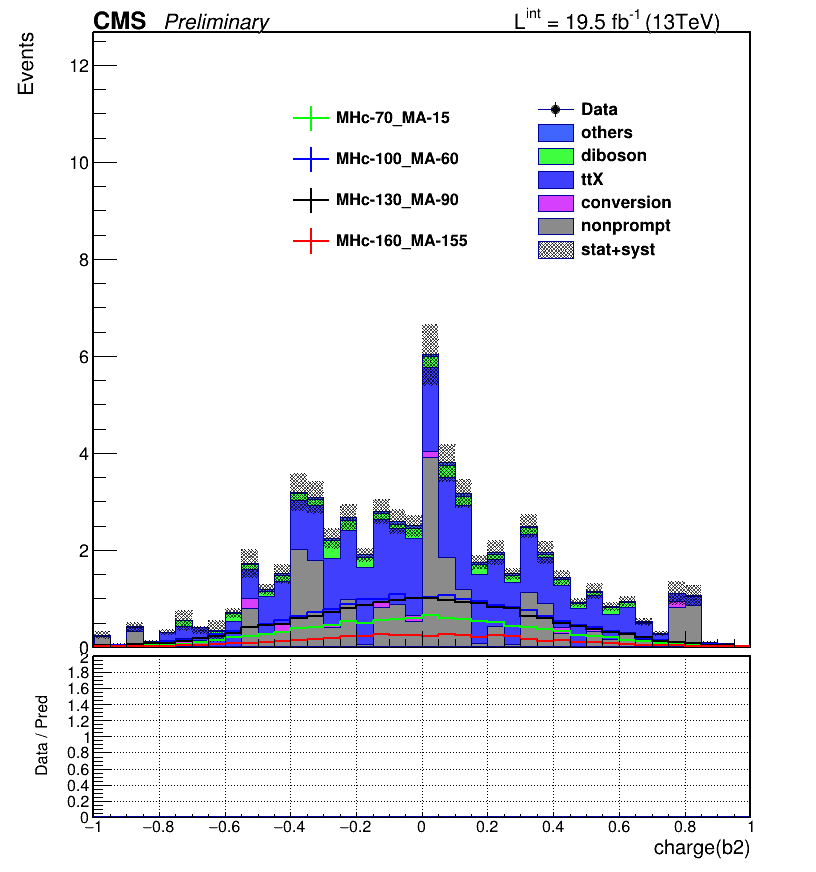 CMS Preliminary L^int = 19.5 fb^-1 (13TeV)
Events
12
10
8
6
4
2
0
MHc-70_MA-15
MHc-100_MA-60
MHc-130_MA-90
MHc-160_MA-155
Data
others
diboson
ttX
conversion
nonprompt
stat+syst
Data / Pred
2
1.8
1.6
1.4
1.2
1
0.8
0.6
0.4
0.2
0
−1 −0.8 −0.6 −0.4 −0.2 0 0.2 0.4 0.6 0.8 1
charge(b2)